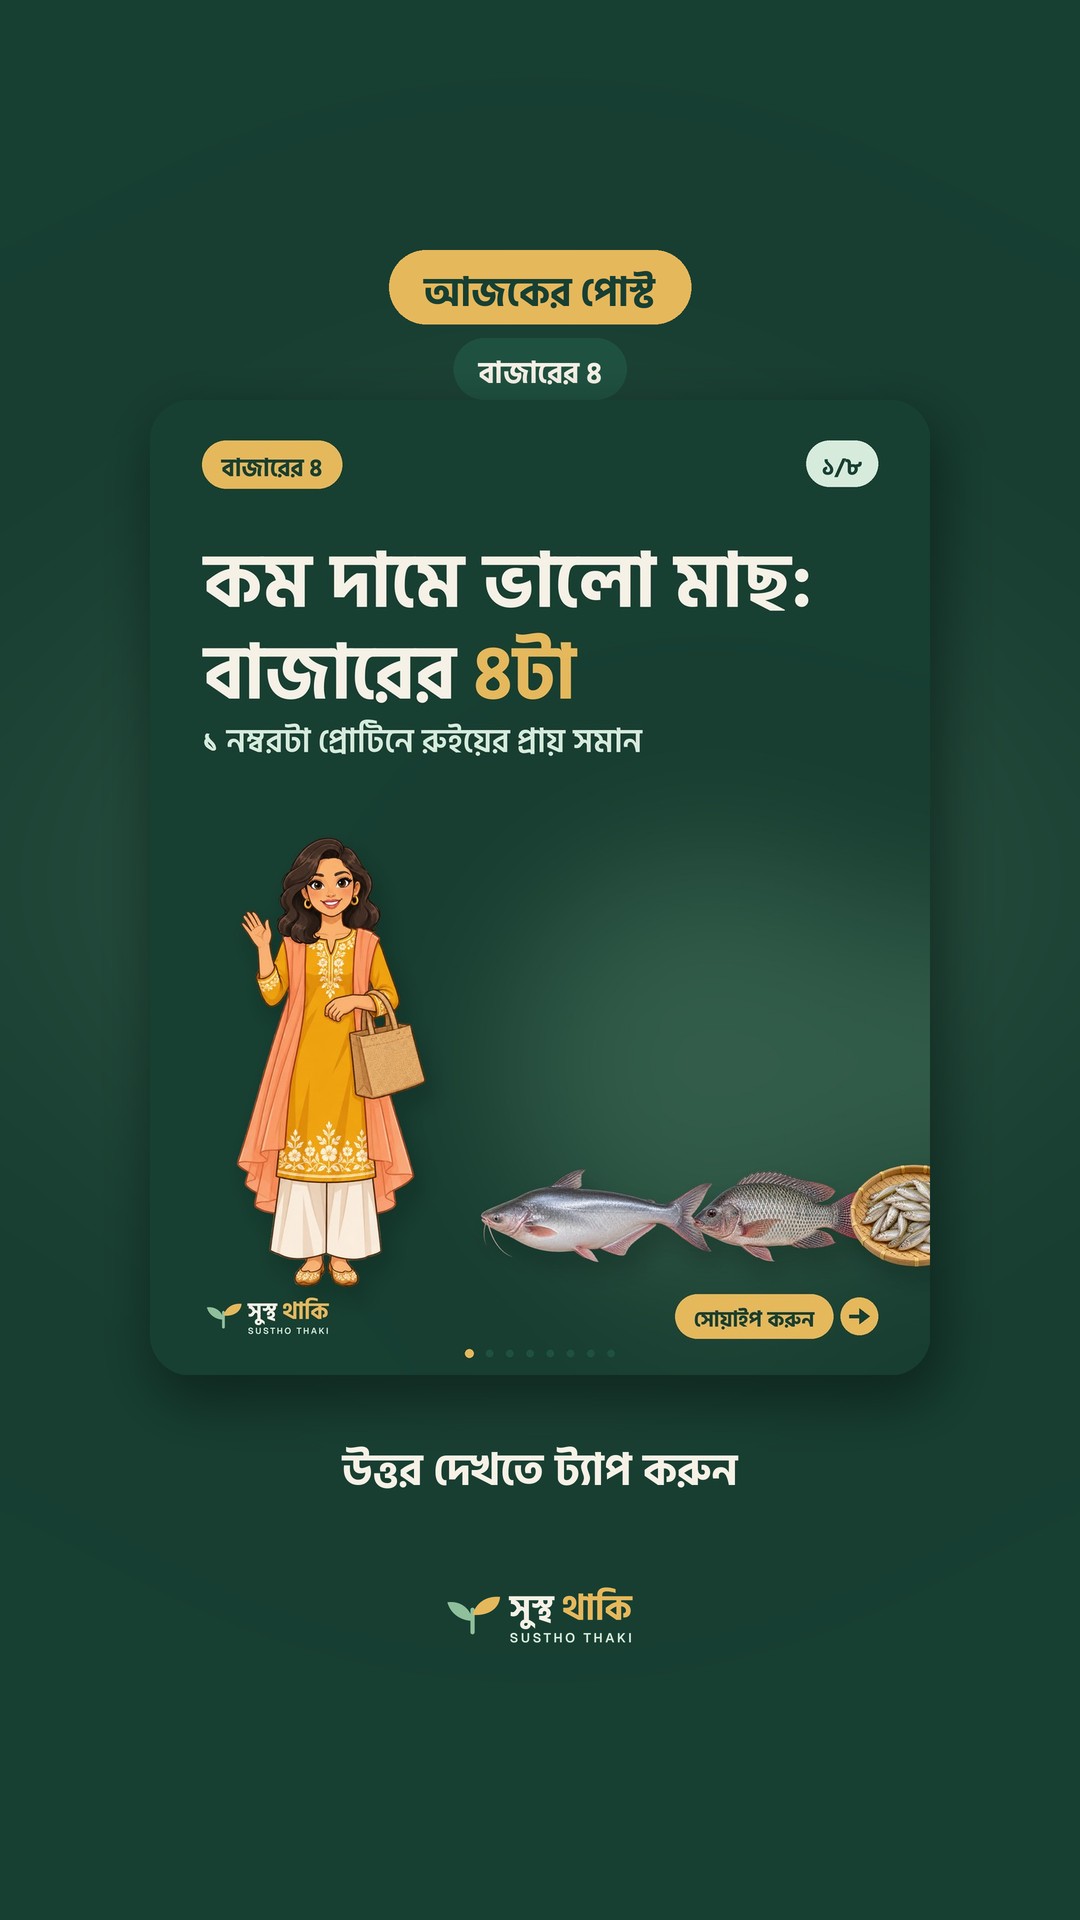 আজকের পোস্ট
বাজারের ৪
বাজারের ৪
১/৮
কম দামে ভালো মাছ:
বাজারের ৪টা
১ নম্বরটা প্রোটিনে রুইয়ের প্রায় সমান
সুস্থ থাকি
SUSTHO THAKI
সোয়াইপ করুন
উত্তর দেখতে ট্যাপ করুন
সুস্থ থাকি
SUSTHO THAKI